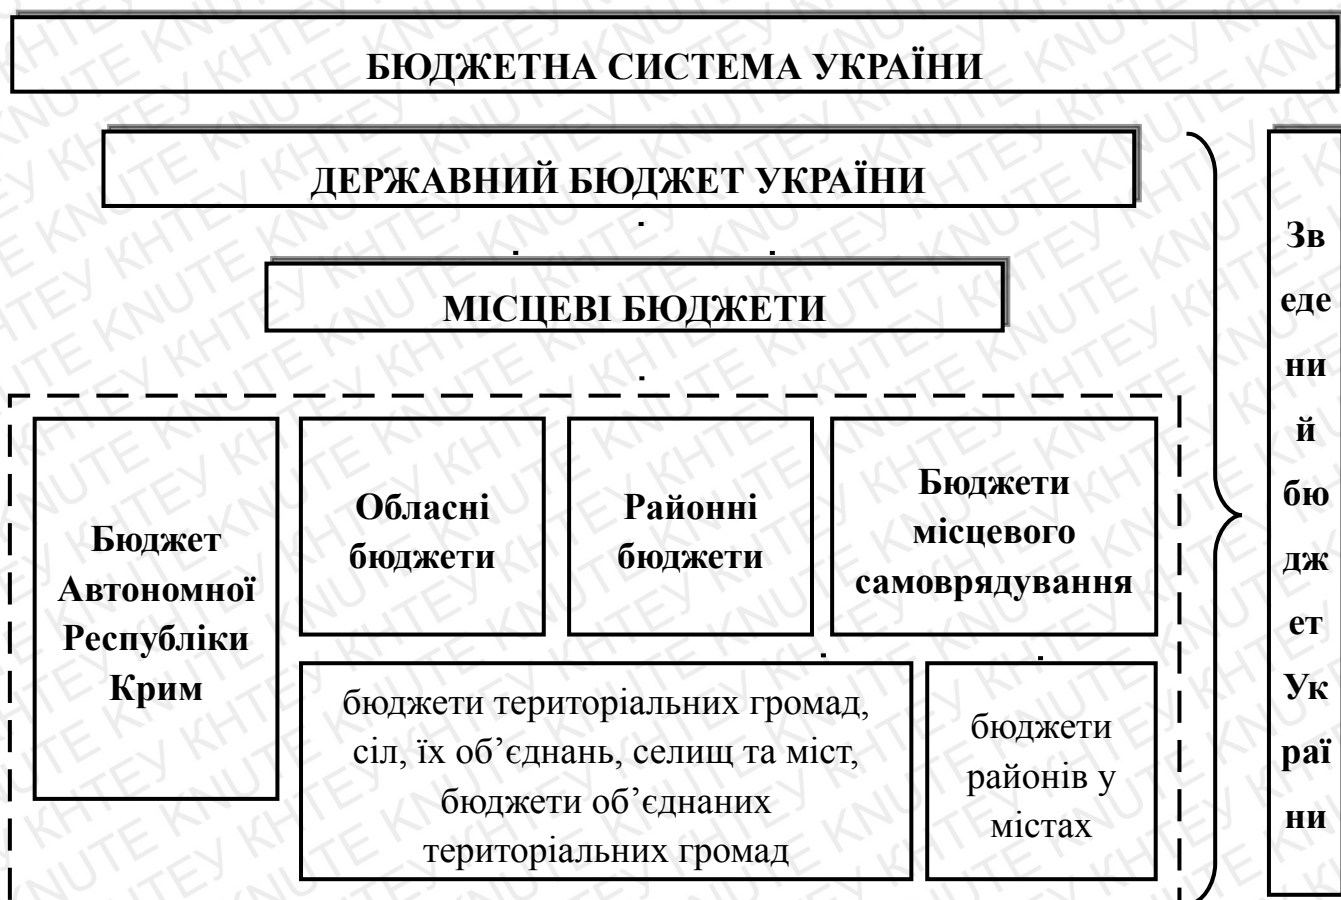 БЮДЖЕТНА СИСТЕМА УКРАЇНИ
ДЕРЖАВНИЙ БЮДЖЕТ УКРАЇНИ
МІСЦЕВІ БЮДЖЕТИ
Бюджет
Автономної
Республіки
Крим
Обласні
бюджети
Районні
бюджети
Бюджети
місцевого
самоврядування
бюджети територіальних громад,
сіл, їх об’єднань, селищ та міст,
бюджети об’єднаних
територіальних громад
бюджети
районів у
містах
Зв
еде
ни
й
бю
дж
ет
Ук
раї
ни